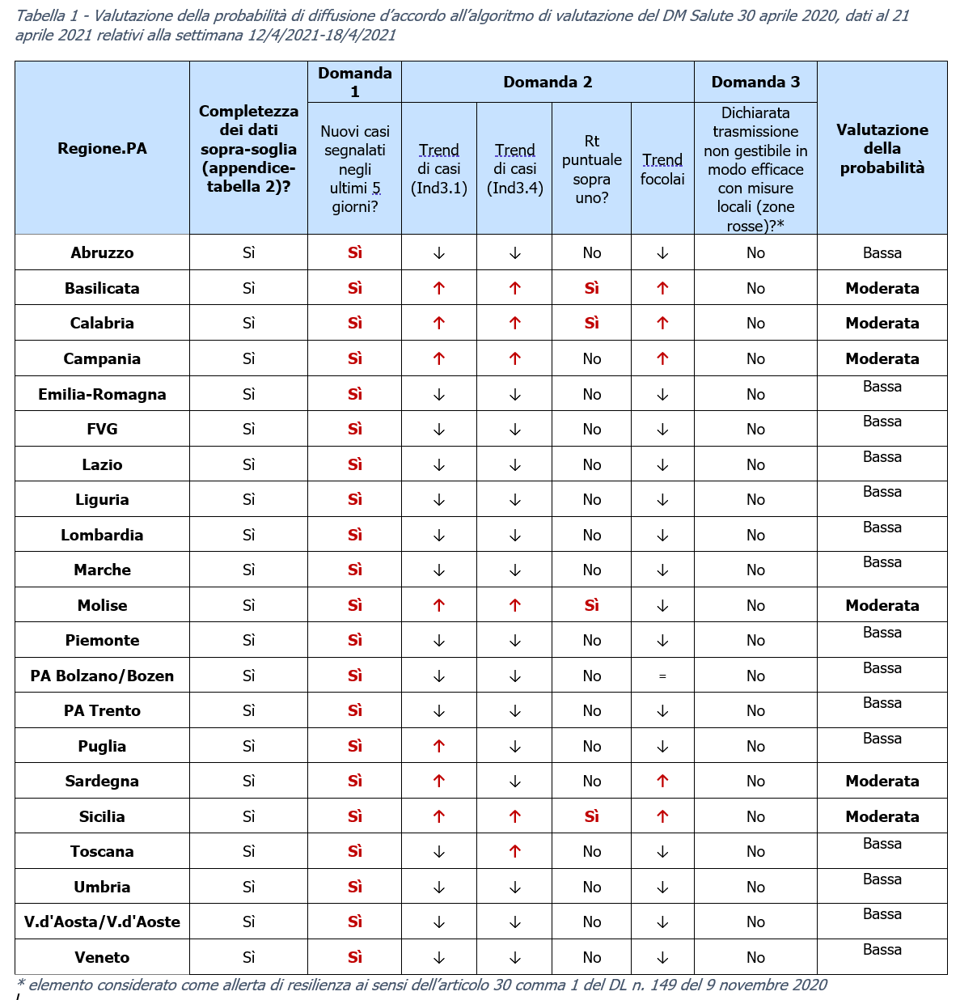 Tabella 1 - Valutazione della probabilità di diffusione d’accordo all’algoritmo di valutazione del DM Salute 30 aprile 2020, dati al 21
aprile 2021 relativi alla settimana 12/4/2021-18/4/2021
Regione.PA
Completezza
dei dati
sopra-soglia
(appendice-
tabella 2)?
Domanda
1
Domanda 2
Domanda 3
Valutazione
della
probabilità
Nuovi casi
segnalati
negli
ultimi 5
giorni?
Trend
di casi
(Ind3.1)
Trend
di casi
(Ind3.4)
Rt
puntuale
sopra
uno?
Trend
focolai
Dichiarata
trasmissione
non gestibile in
modo efficace
con misure
locali (zone
rosse)?*
Abruzzo Sì Sì ↓ ↓ No ↓ No Bassa
Basilicata Sì Sì ↑ ↑ Sì ↑ No Moderata
Calabria Sì Sì ↑ ↑ Sì ↑ No Moderata
Campania Sì Sì ↑ ↑ No ↑ No Moderata
Emilia-Romagna Sì Sì ↓ ↓ No ↓ No Bassa
FVG Sì Sì ↓ ↓ No ↓ No Bassa
Lazio Sì Sì ↓ ↓ No ↓ No Bassa
Liguria Sì Sì ↓ ↓ No ↓ No Bassa
Lombardia Sì Sì ↓ ↓ No ↓ No Bassa
Marche Sì Sì ↓ ↓ No ↓ No Bassa
Molise Sì Sì ↑ ↑ Sì ↓ No Moderata
Piemonte Sì Sì ↓ ↓ No ↓ No Bassa
PA Bolzano/Bozen Sì Sì ↓ ↓ No = No Bassa
PA Trento Sì Sì ↓ ↓ No ↓ No Bassa
Puglia Sì Sì ↑ ↓ No ↓ No Bassa
Sardegna Sì Sì ↑ ↓ No ↑ No Moderata
Sicilia Sì Sì ↑ ↑ Sì ↑ No Moderata
Toscana Sì Sì ↓ ↑ No ↓ No Bassa
Umbria Sì Sì ↓ ↓ No ↓ No Bassa
V.d'Aosta/V.d'Aoste Sì Sì ↓ ↓ No ↓ No Bassa
Veneto Sì Sì ↓ ↓ No ↓ No Bassa
* elemento considerato come allerta di resilienza ai sensi dell’articolo 30 comma 1 del DL n. 149 del 9 novembre 2020